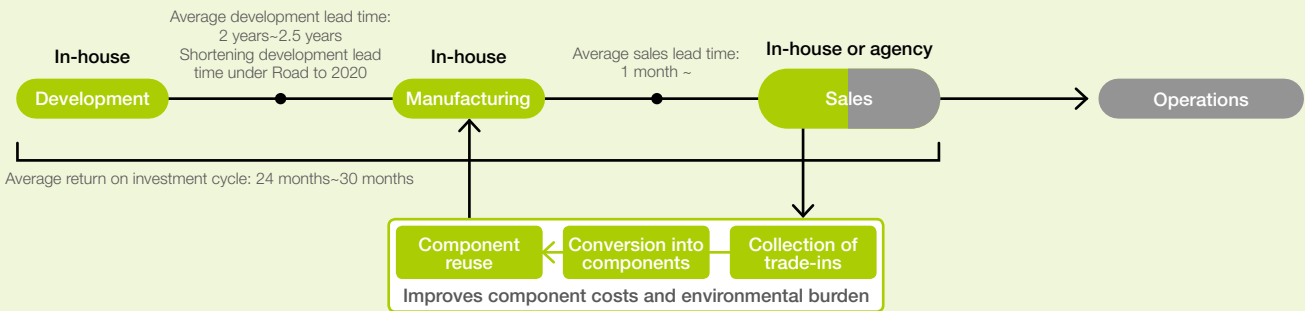 Average development lead time:
2 years~2.5 years
Shortening development lead
time under Road to 2020
In-house
In-house
Average sales lead time:
1 month ~
In-house or agency
Development
Manufacturing
Sales
Operations
Average return on investment cycle: 24 months~30 months
Component
reuse
Conversion into
components
Collection of
trade-ins
Improves component costs and environmental burden